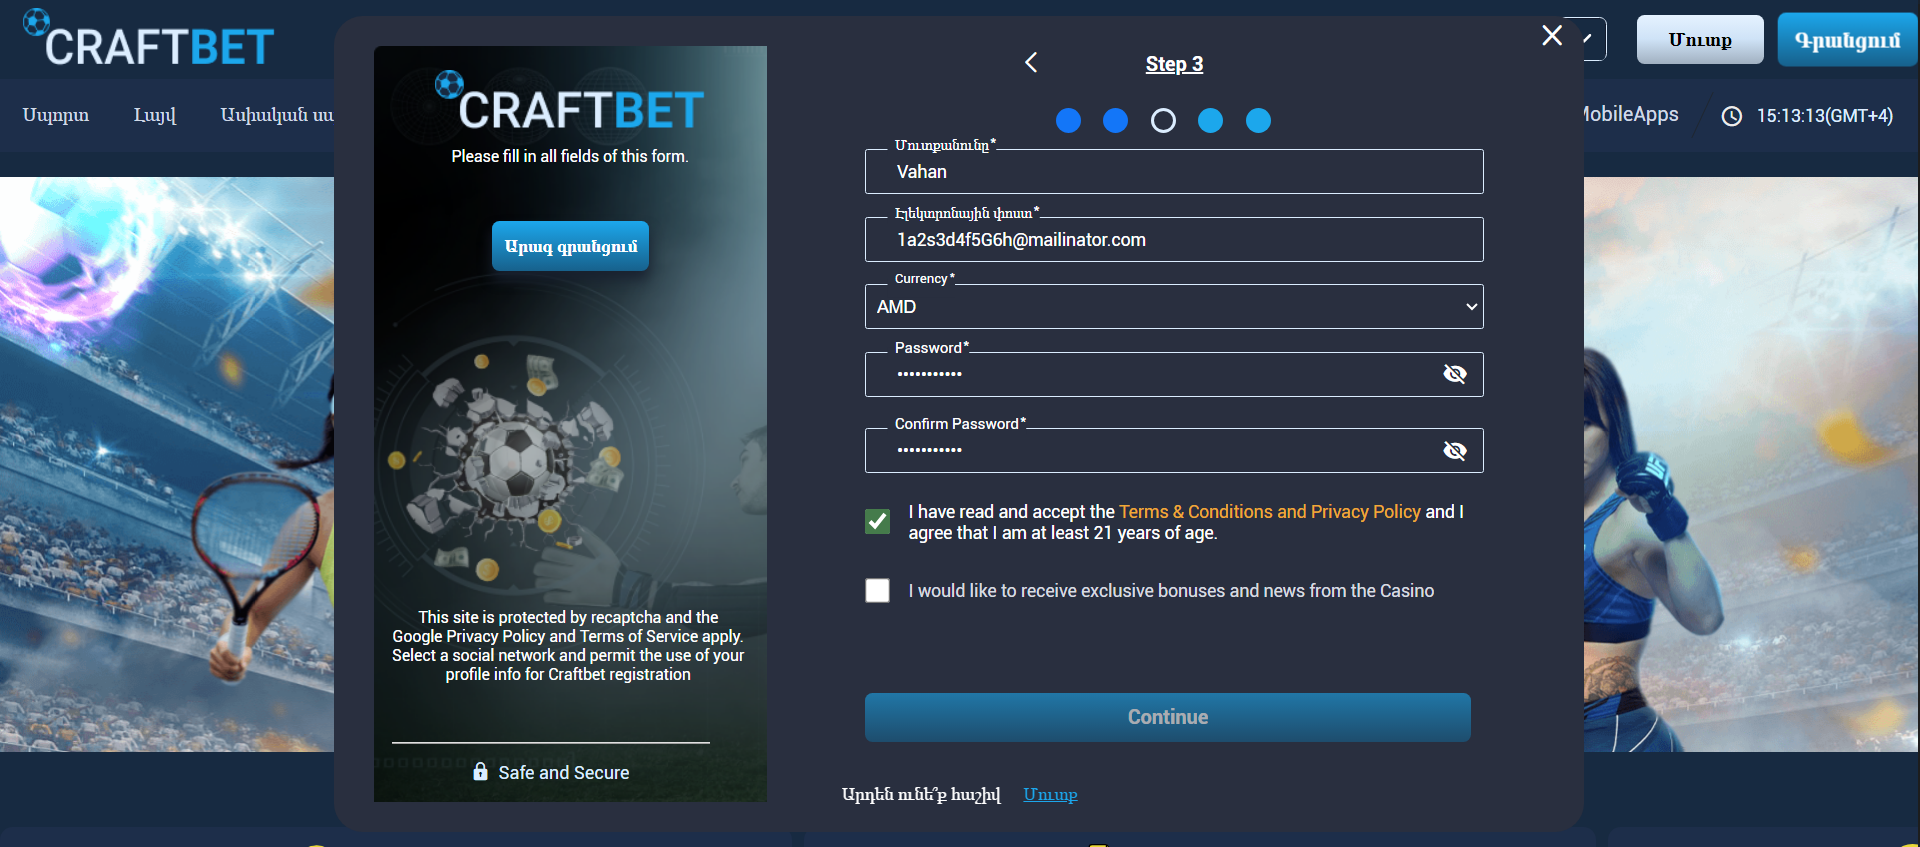 CRAFTBET
Մուտք
Գրանցում
Սպորտ
Լայվ
Ասիական
MobileApps
15:13:13(GMT+4)
CRAFTBET
Please fill in all fields of this form.
Արագ գրանցում
This site is protected by recaptcha and the
Google Privacy Policy and Terms of Service apply.
Select a social network and permit the use of your
profile info for Craftbet registration
Safe and Secure
Step 3
Մուտքանունը*
Vahan
Էլեկտրոնային փոստ*
1a2s3d4f5G6h@mailinator.com
Currency*
AMD
Password*
•••••••••••
Confirm Password*
•••••••••••
I have read and accept the Terms & Conditions and Privacy Policy and I
agree that I am at least 21 years of age.
I would like to receive exclusive bonuses and news from the Casino
Continue
Արդեն ունե՞ք հաշիվ Մուտք